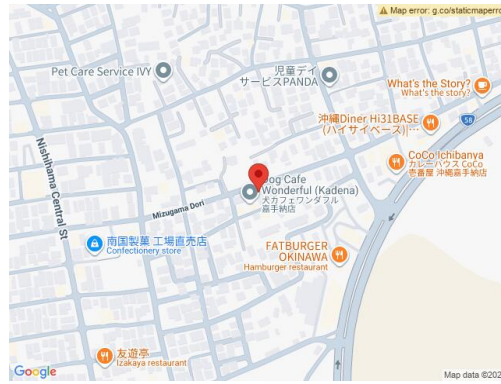 Map error: g.co/staticmaperro
児童デイ
サービスPANDA
Pet Care Service IVY
What's the Story?
What's the story?
58
沖縄Diner Hi31BASE
(ハイサイベース)|…
CoCo Ichibanya
カレーハウス CoCo
壱番屋 沖縄嘉手納店
Nishihama Central St
Dog Cafe
Wonderful (Kadena)
犬カフェワンダフル
嘉手納店
Mizugama Dori
南国製菓 工場直売店
Confectionery store
FATBURGER
OKINAWA
Hamburger restaurant
友遊亭
Izakaya restaurant
Google
Map data ©202